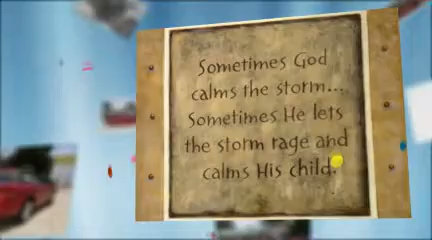 Sometimes God
calms the storm...
Sometimes He lets
the storm rage and
calms His child.